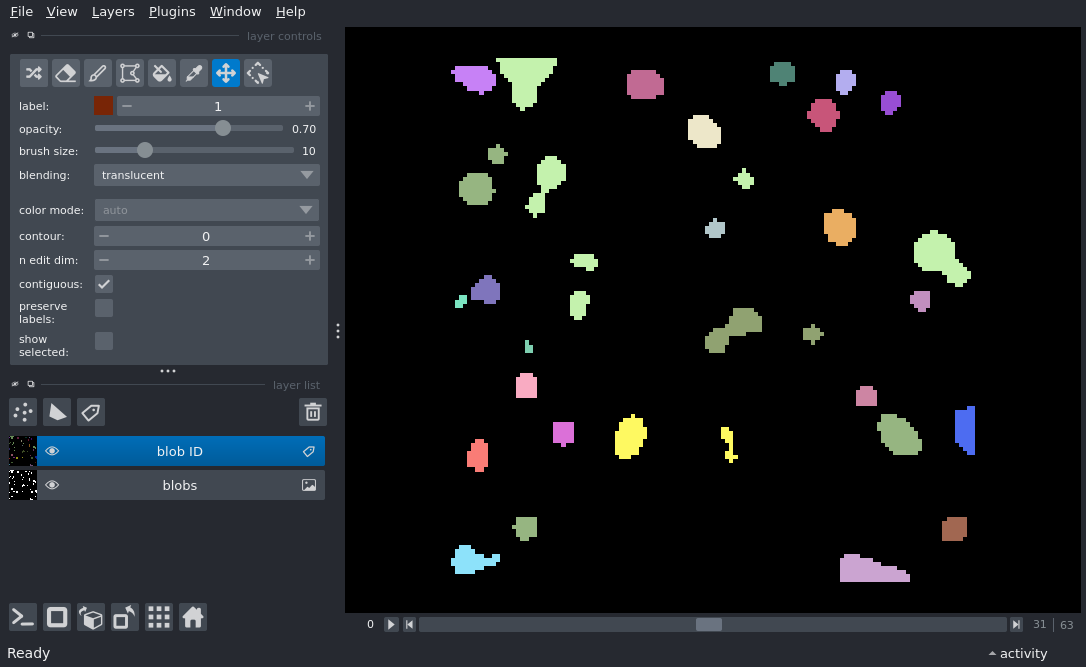 File View Layers Plugins Window Help
layer controls
label: 1
opacity: 0.70
brush size: 10
blending: translucent
color mode: auto
contour: 0
n edit dim: 2
contiguous:
preserve
labels:
show
selected:
layer list
blob ID
blobs
0 31 63
Ready activity